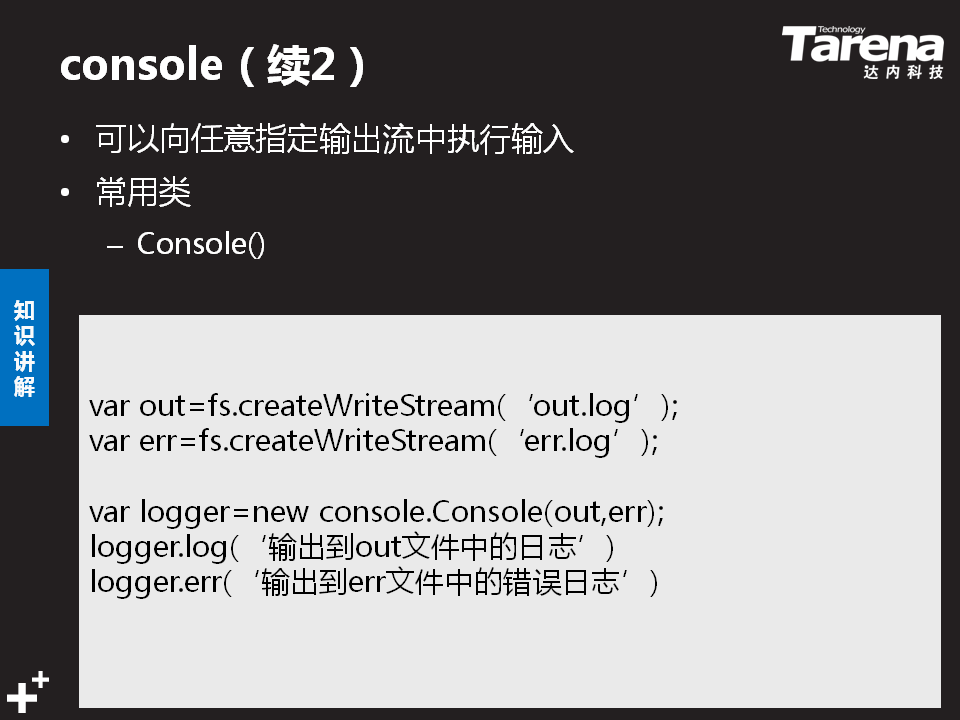 console（续2）
Technology
Tarena
达内科技
• 可以向任意指定输出流中执行输入
• 常用类
– Console()
知识讲解
var out=fs.createWriteStream(‘out.log’);
var err=fs.createWriteStream(‘err.log’);
var logger=new console.Console(out,err);
logger.log(‘输出到out文件中的日志’)
logger.err(‘输出到err文件中的错误日志’)